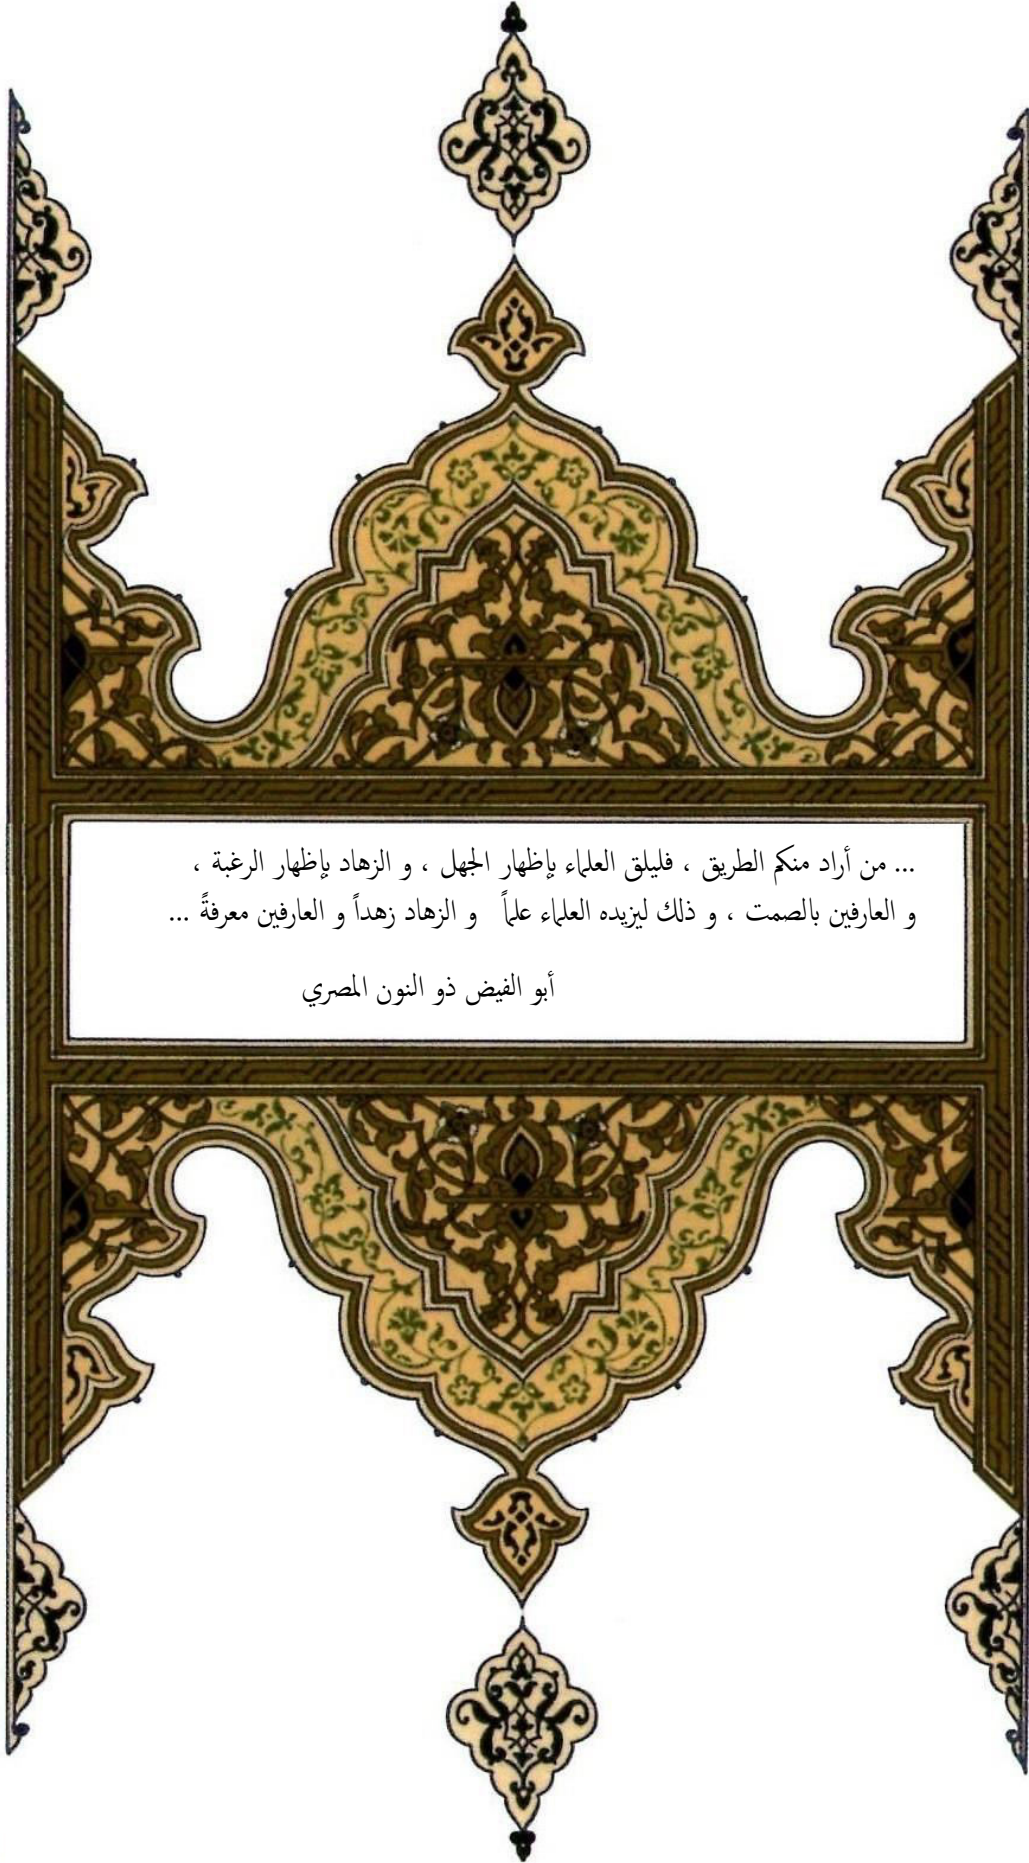 ... من أراد منكم الطريق ، فليلق العلماء بإظهار الجهل ، و الزهاد بإظهار الرغبة ،
و العارفين بالصمت ، و ذلك ليزيده العلماء علماً و الزهاد زهداً و العارفين معرفةً ...
أبو الفيض ذو النون المصري